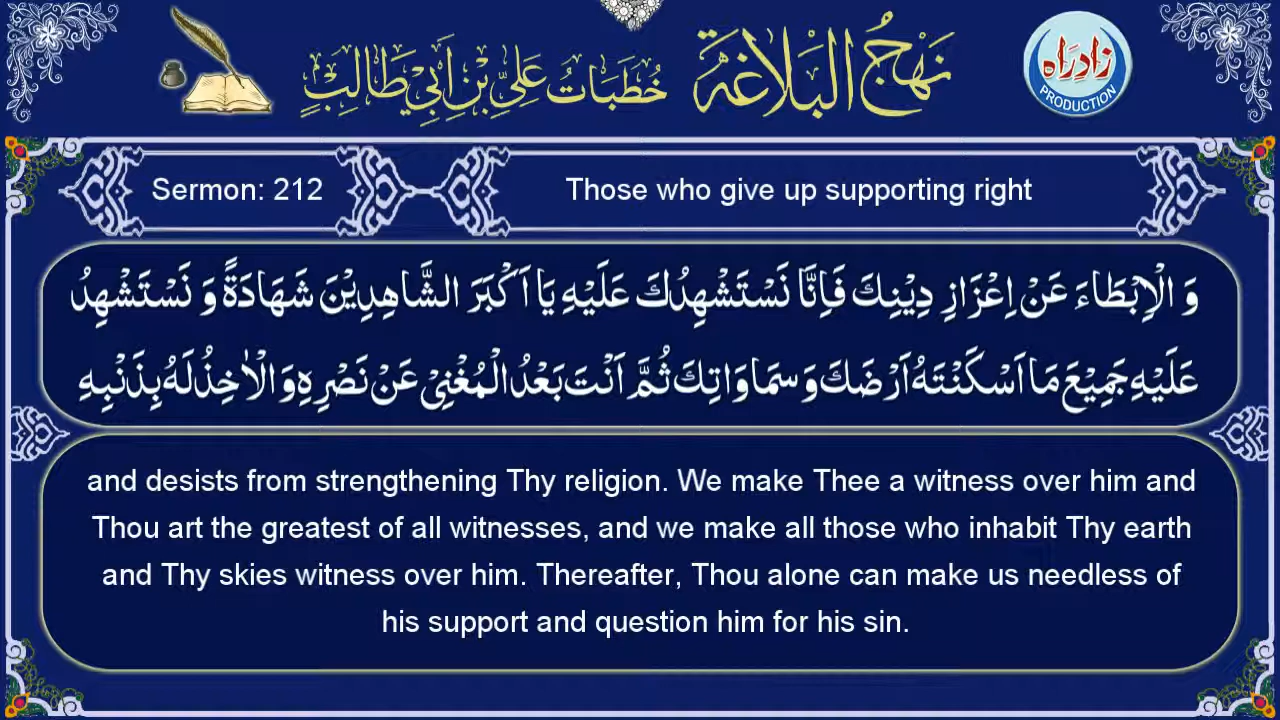 نَهْجُ الْبَلَاغَة خُطَبَاتُ عَلِيِّ بْنِ اَبِي طَالِبٍ
زادِراه
PRODUCTION
Sermon: 212
Those who give up supporting right
وَ الْاِبْطَاءَ عَنْ اِعْزَازِ دِيْنِكَ فَاِنَّا نَسْتَشْهِدُكَ عَلَيْهِ يَا اَكْبَرَ الشَّاهِدِيْنَ شَهَادَةً وَ نَسْتَشْهِدُ
عَلَيْهِ جَمِيْعَ مَا اَسْكَنْتَهُ اَرْضَكَ وَ سمَاوَاتِكَ ثُمَّ اَنْتَ بَعْدُ الْمُغْنِىْ عَنْ نَصْرِهٖ وَ الْاٰخِذُ لَهُ بِذَنْبِهٖ
and desists from strengthening Thy religion. We make Thee a witness over him and
Thou art the greatest of all witnesses, and we make all those who inhabit Thy earth
and Thy skies witness over him. Thereafter, Thou alone can make us needless of
his support and question him for his sin.